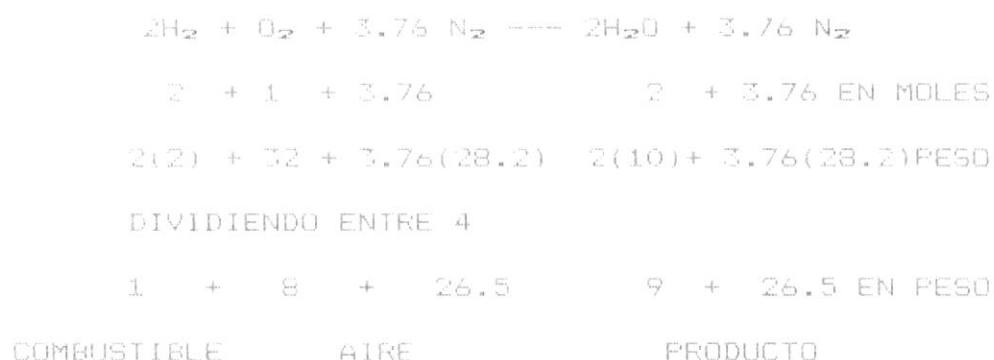 2H₂ + O₂ + 3.76 N₂ --- 2H₂O + 3.76 N₂
2 + 1 + 3.76 2 + 3.76 EN MOLES
2(2) + 32 + 3.76(28.2) 2(10)+ 3.76(28.2)PESO
DIVIDIENDO ENTRE 4
1 + 8 + 26.5 9 + 26.5 EN PESO
COMBUSTIBLE AIRE PRODUCTO